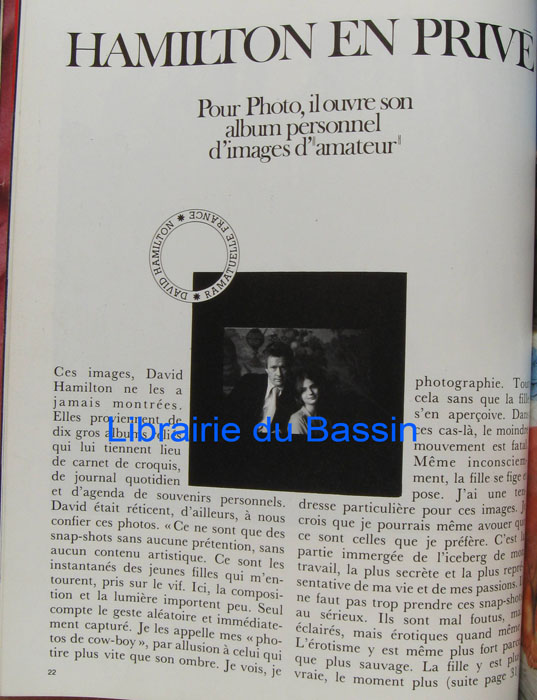 HAMILTON EN PRIVÉ
Pour Photo, il ouvre son
album personnel
d'images d'"amateur"
DAVID HAMILTON * RAMATUELLE FRANCE *
Ces images, David
Hamilton ne les a
jamais montrées.
Elles proviennent de
dix gros albums
qui lui tiennent lieu
de carnet de croquis,
de journal quotidien
et d'agenda de souvenirs personnels.
David était réticent, d'ailleurs, à nous
confier ces photos. « Ce ne sont que des
snap-shots sans aucune prétention, sans
aucun contenu artistique. Ce sont les
instantanés des jeunes filles qui m'en-
tourent, pris sur le vif. Ici, la composi-
tion et la lumière importent peu. Seul
compte le geste aléatoire et immédiate-
ment capturé. Je les appelle mes « pho-
tos de cow-boy », par allusion à celui qui
tire plus vite que son ombre. Je vois, je
photographie. Tout
cela sans que la fille
s'en aperçoive. Dans
ces cas-là, le moindre
mouvement est fatal.
Même inconsciem-
ment, la fille se fige et
pose. J'ai une ten-
dresse particulière pour ces images. Je
crois que je pourrais même avouer que
ce sont celles que je préfère. C'est la
partie immergée de l'iceberg de mon
travail, la plus secrète et la plus repré-
sentative de ma vie et de mes passions. Il
ne faut pas trop prendre ces snap-shots
au sérieux. Ils sont mal foutus, mal
éclairés, mais érotiques quand même.
L'érotisme y est même plus fort parce
que plus sauvage. La fille y est plus
vraie, le moment plus (suite page 31)
22
Librairie du Bassin